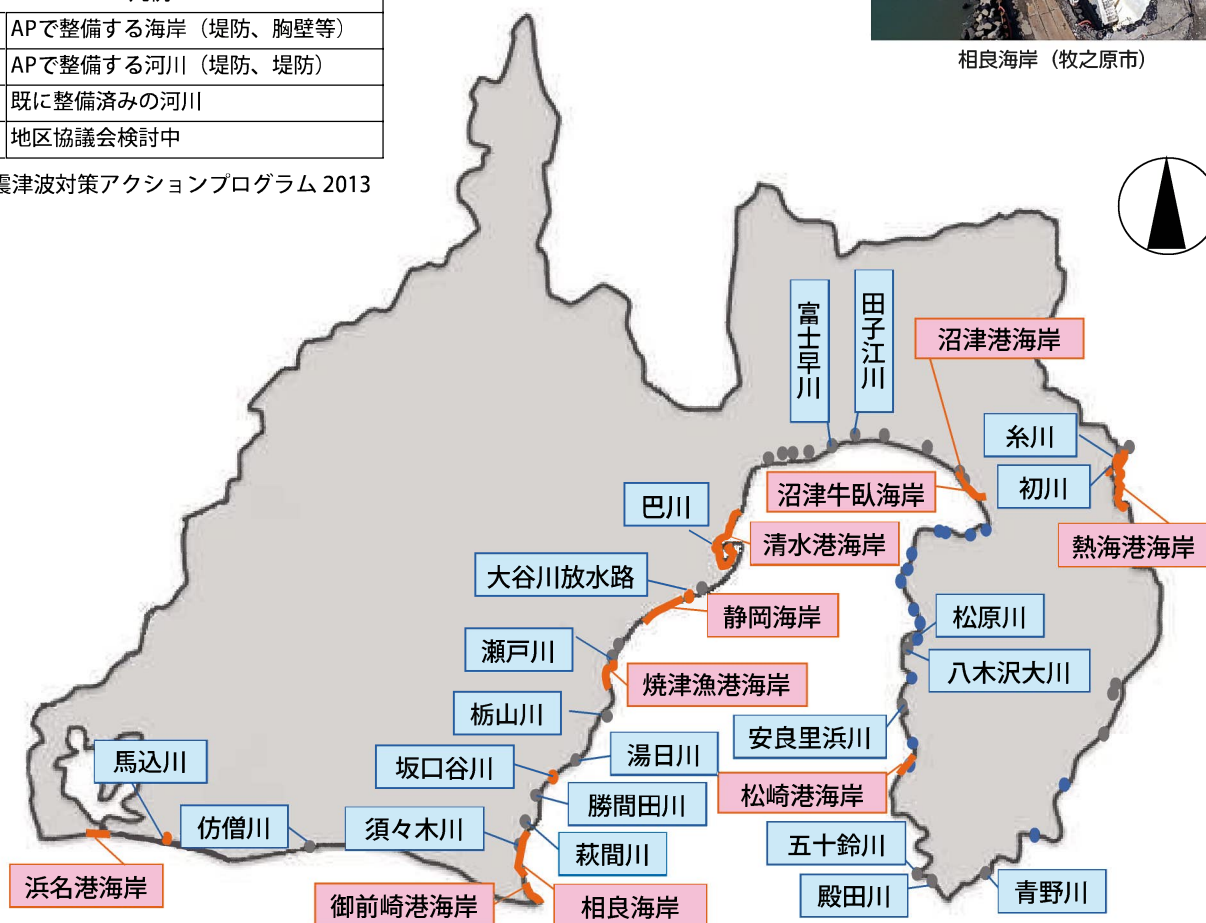 APで整備する海岸（堤防、胸壁等）
APで整備する河川（堤防、堤防）
既に整備済みの河川
地区協議会検討中
震津波対策アクションプログラム 2013
相良海岸（牧之原市）
富士早川
田子江川
沼津港海岸
糸川
初川
沼津牛臥海岸
熱海港海岸
巴川
清水港海岸
大谷川放水路
静岡海岸
松原川
瀬戸川
八木沢大川
焼津漁港海岸
栃山川
安良里浜川
湯日川
馬込川
坂口谷川
松崎港海岸
勝間田川
仿僧川
須々木川
萩間川
五十鈴川
浜名港海岸
御前崎港海岸
相良海岸
殿田川
青野川